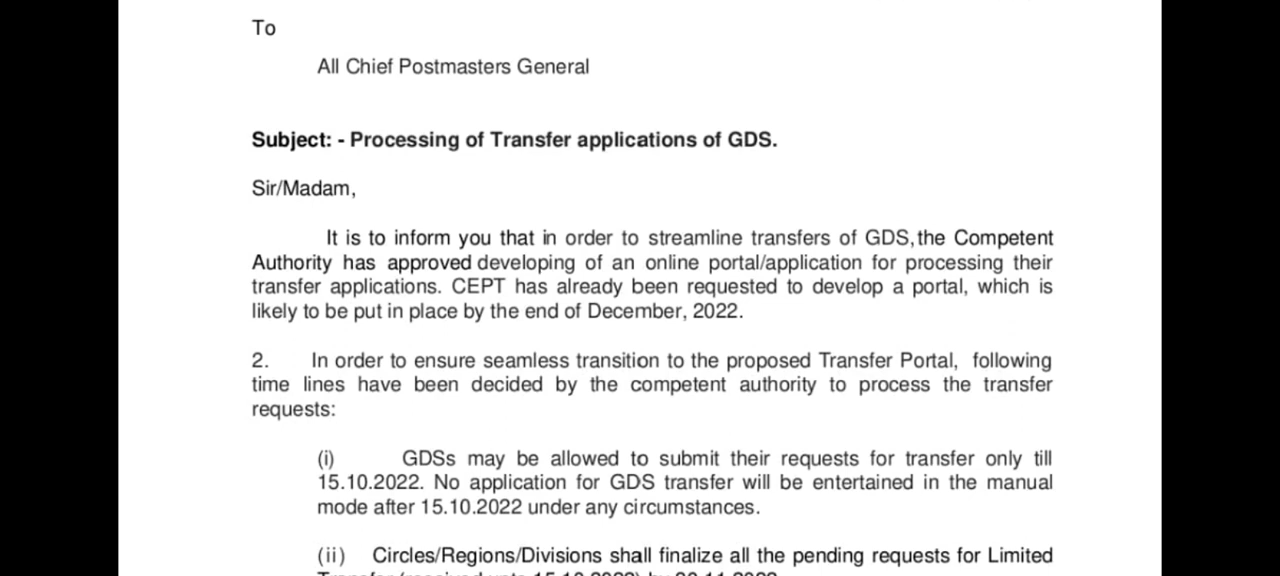 To
All Chief Postmasters General
Subject: - Processing of Transfer applications of GDS.
Sir/Madam,
It is to inform you that in order to streamline transfers of GDS, the Competent
Authority has approved developing of an online portal/application for processing their
transfer applications. CEPT has already been requested to develop a portal, which is
likely to be put in place by the end of December, 2022.
2. In order to ensure seamless transition to the proposed Transfer Portal, following
time lines have been decided by the competent authority to process the transfer
requests:
(i) GDSs may be allowed to submit their requests for transfer only till
15.10.2022. No application for GDS transfer will be entertained in the manual
mode after 15.10.2022 under any circumstances.
(ii) Circles/Regions/Divisions shall finalize all the pending requests for Limited